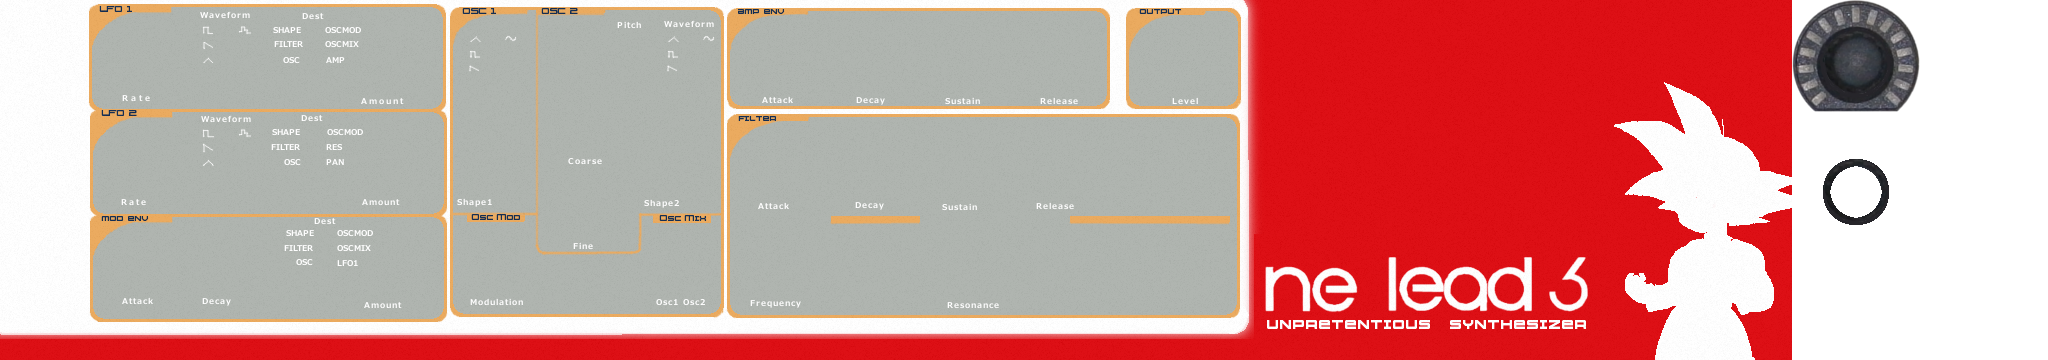 LFO 1
Waveform Dest
SHAPE OSCMOD
FILTER OSCMIX
OSC AMP
Rate Amount
LFO 2
Waveform Dest
SHAPE OSCMOD
FILTER RES
OSC PAN
Rate Amount
mod env
Dest
SHAPE OSCMOD
FILTER OSCMIX
OSC LFO1
Attack Decay Amount
OSC 1 OSC 2
Pitch Waveform
Coarse
Shape1 Shape2
Osc Mod Osc Mix
Fine
Modulation Osc1 Osc2
amp env
Attack Decay Sustain Release
OUTPUT
Level
FILTER
Attack Decay Sustain Release
Frequency Resonance
ne lead 3
UNPRETENTIOUS SYNTHESIZER